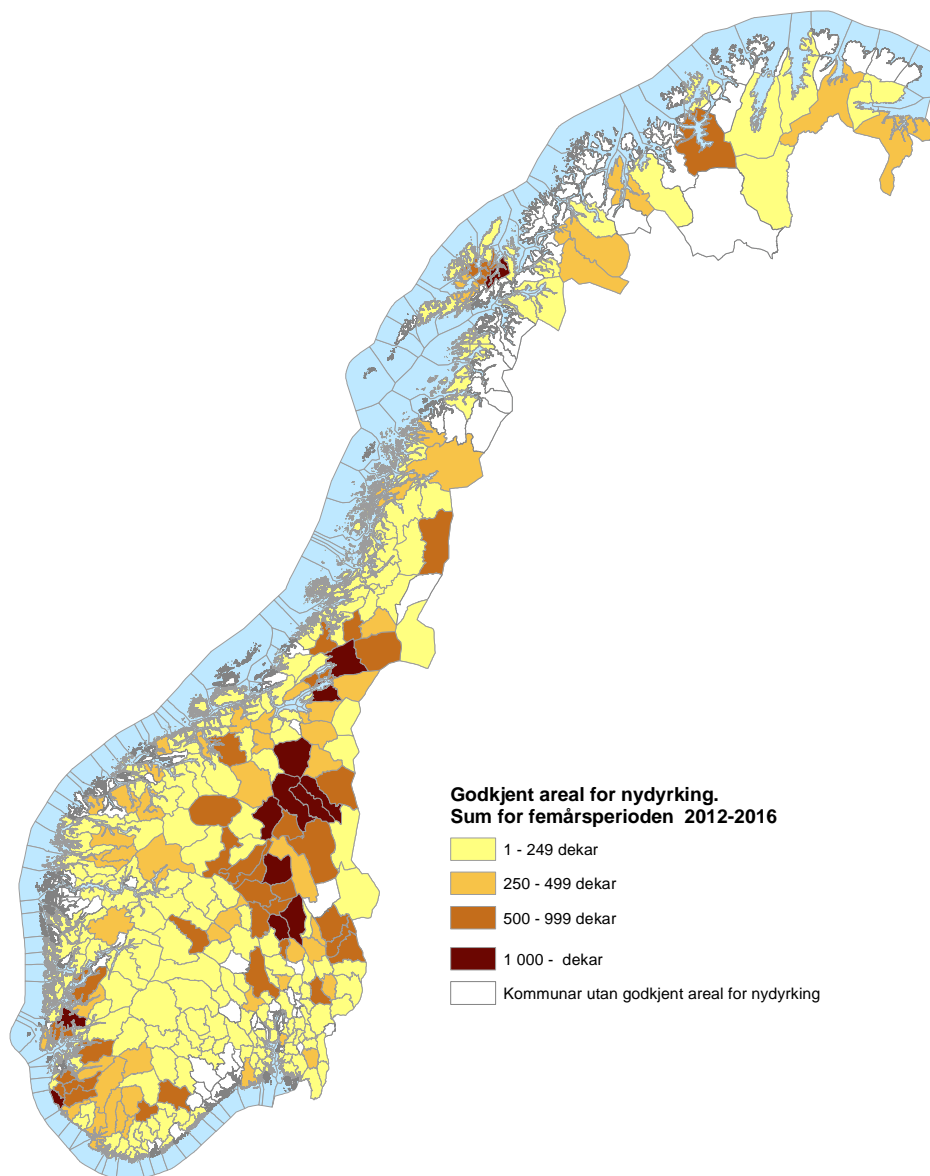 Godkjent areal for nydyrking.
Sum for femårsperioden 2012-2016
1 - 249 dekar
250 - 499 dekar
500 - 999 dekar
1 000 - dekar
Kommunar utan godkjent areal for nydyrking